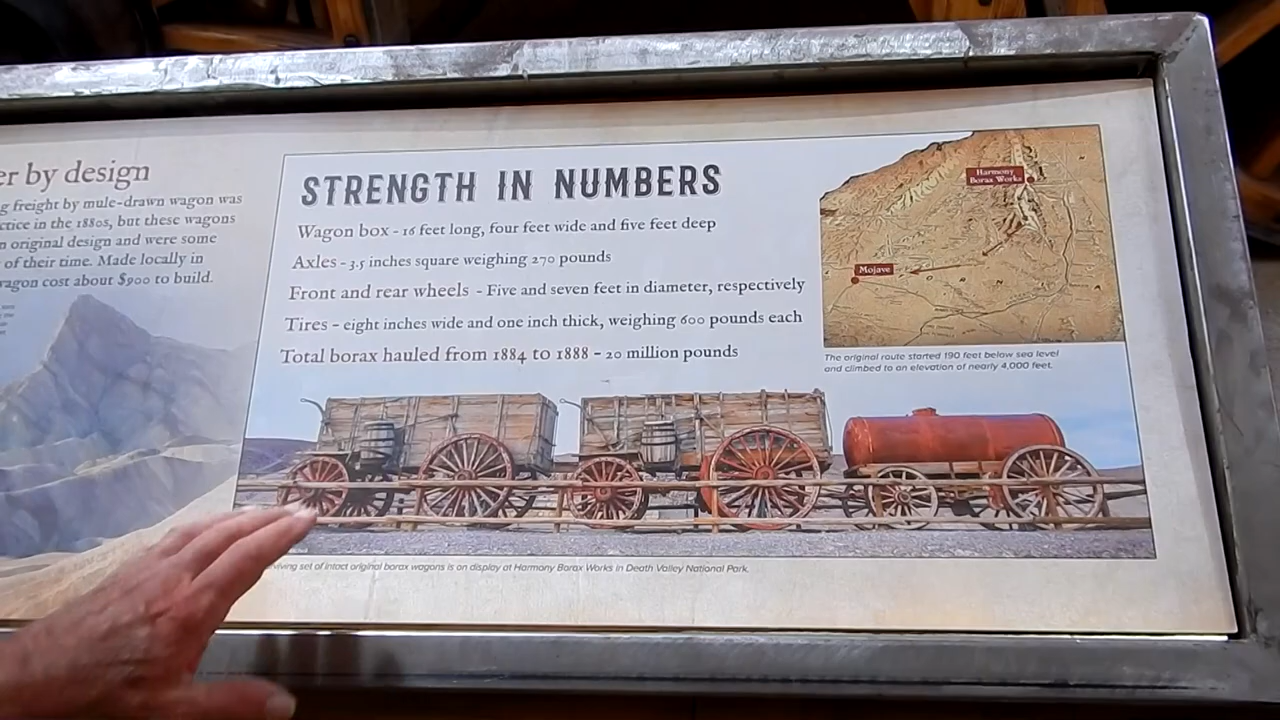 er by design
g freight by mule-drawn wagon was
ctice in the 1880s, but these wagons
n original design and were some
of their time. Made locally in
wagon cost about $900 to build.
STRENGTH IN NUMBERS
Wagon box - 16 feet long, four feet wide and five feet deep
Axles - 3.5 inches square weighing 270 pounds
Front and rear wheels - Five and seven feet in diameter, respectively
Tires - eight inches wide and one inch thick, weighing 600 pounds each
Total borax hauled from 1884 to 1888 - 20 million pounds
Harmony
Borax Works
Mojave
The original route started 190 feet below sea level
and climbed to an elevation of nearly 4,000 feet.
viving set of intact original borax wagons is on display at Harmony Borax Works in Death Valley National Park.